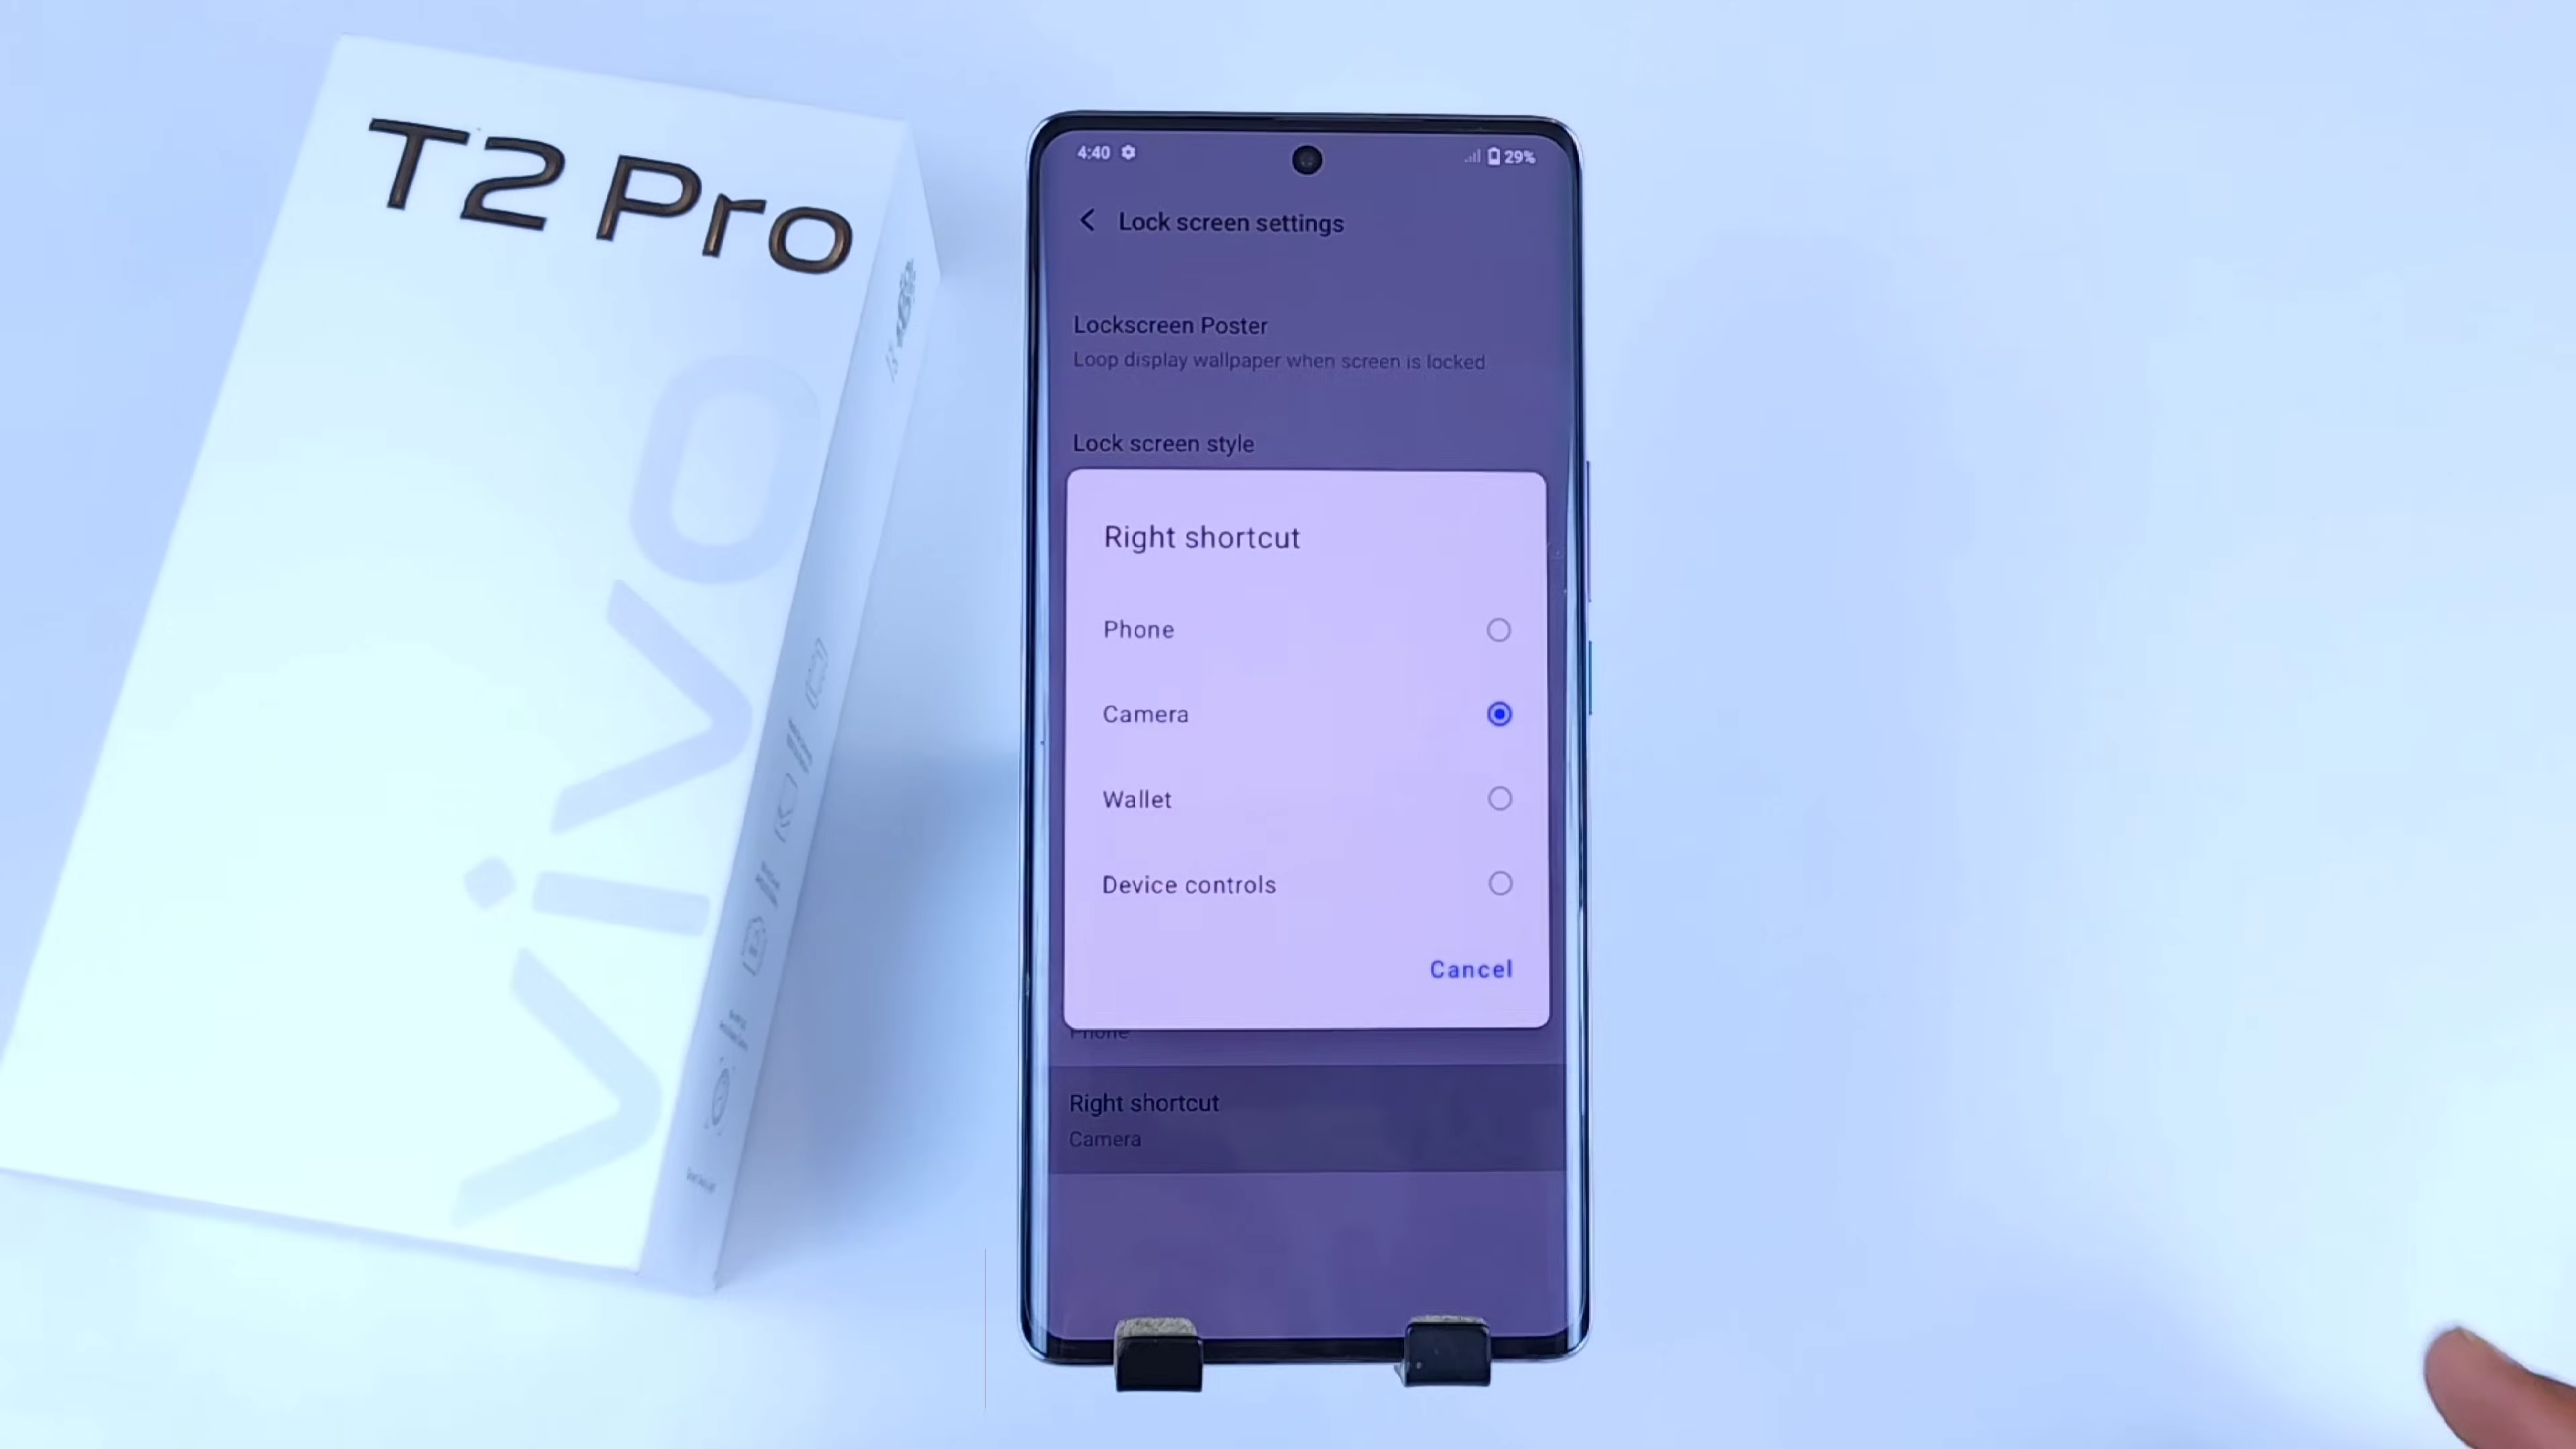 T2 Pro
vivo
4:40
29%
Lock screen settings
Lockscreen Poster
Loop display wallpaper when screen is locked
Lock screen style
Right shortcut
Phone
Camera
Wallet
Device controls
Cancel
Phone
Right shortcut
Camera